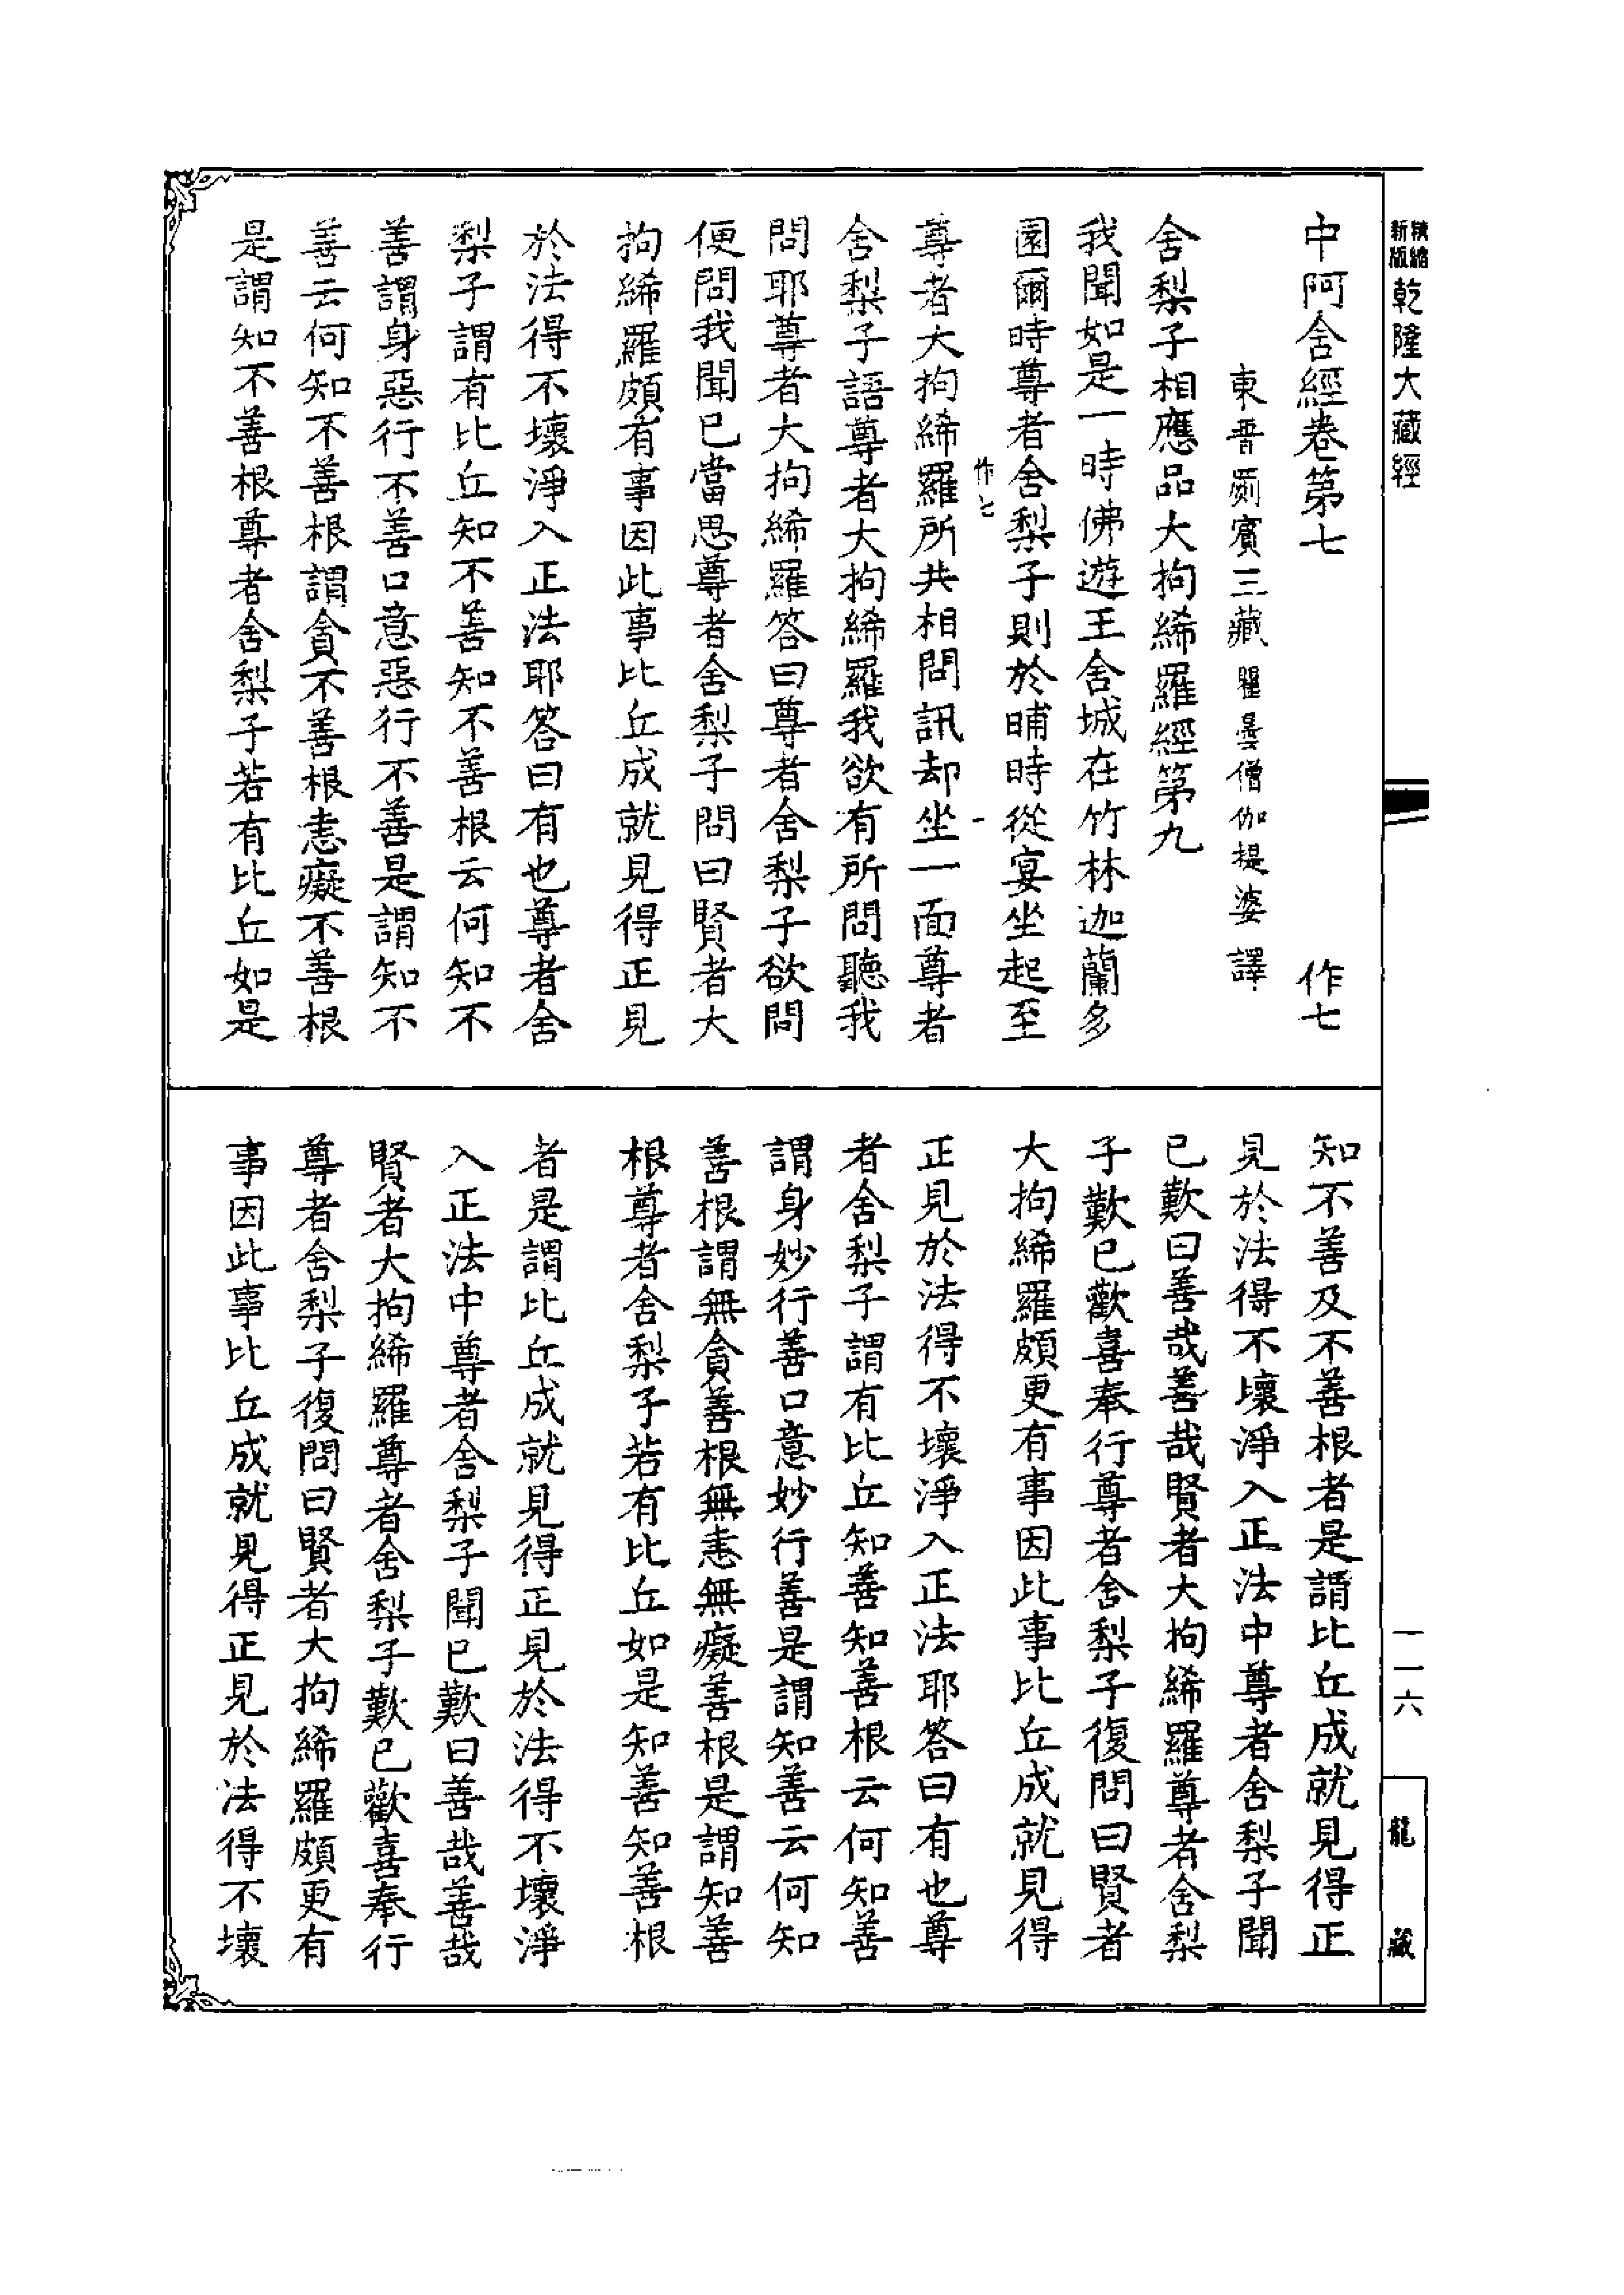 精縮新版乾隆大藏經
一一六
龍藏
中阿含經卷第七 作七
東晉罽賓三藏瞿曇僧伽提婆譯
舍梨子相應品大拘絺羅經第九
我聞如是一時佛遊王舍城在竹林迦蘭多
園爾時尊者舍梨子則於晡時從宴坐起至
作七 一
尊者大拘絺羅所共相問訊却坐一面尊者
舍梨子語尊者大拘絺羅我欲有所問聽我
問耶尊者大拘絺羅答曰尊者舍梨子欲問
便問我聞已當思尊者舍梨子問曰賢者大
拘絺羅頗有事因此事比丘成就見得正見
於法得不壞淨入正法耶答曰有也尊者舍
梨子謂有比丘知不善知不善根云何知不
善謂身惡行不善口意惡行不善是謂知不
善云何知不善根謂貪不善根恚癡不善根
是謂知不善根尊者舍梨子若有比丘如是
知不善及不善根者是謂比丘成就見得正
見於法得不壞淨入正法中尊者舍梨子聞
已歎曰善哉善哉賢者大拘絺羅尊者舍梨
子歎已歡喜奉行尊者舍梨子復問曰賢者
大拘絺羅頗更有事因此事比丘成就見得
正見於法得不壞淨入正法耶答曰有也尊
者舍梨子謂有比丘知善知善根云何知善
謂身妙行善口意妙行善是謂知善云何知
善根謂無貪善根無恚無癡善根是謂知善
根尊者舍梨子若有比丘如是知善知善根
者是謂比丘成就見得正見於法得不壞淨
入正法中尊者舍梨子聞已歎曰善哉善哉
賢者大拘絺羅尊者舍梨子歎已歡喜奉行
尊者舍梨子復問曰賢者大拘絺羅頗更有
事因此事比丘成就見得正見於法得不壞